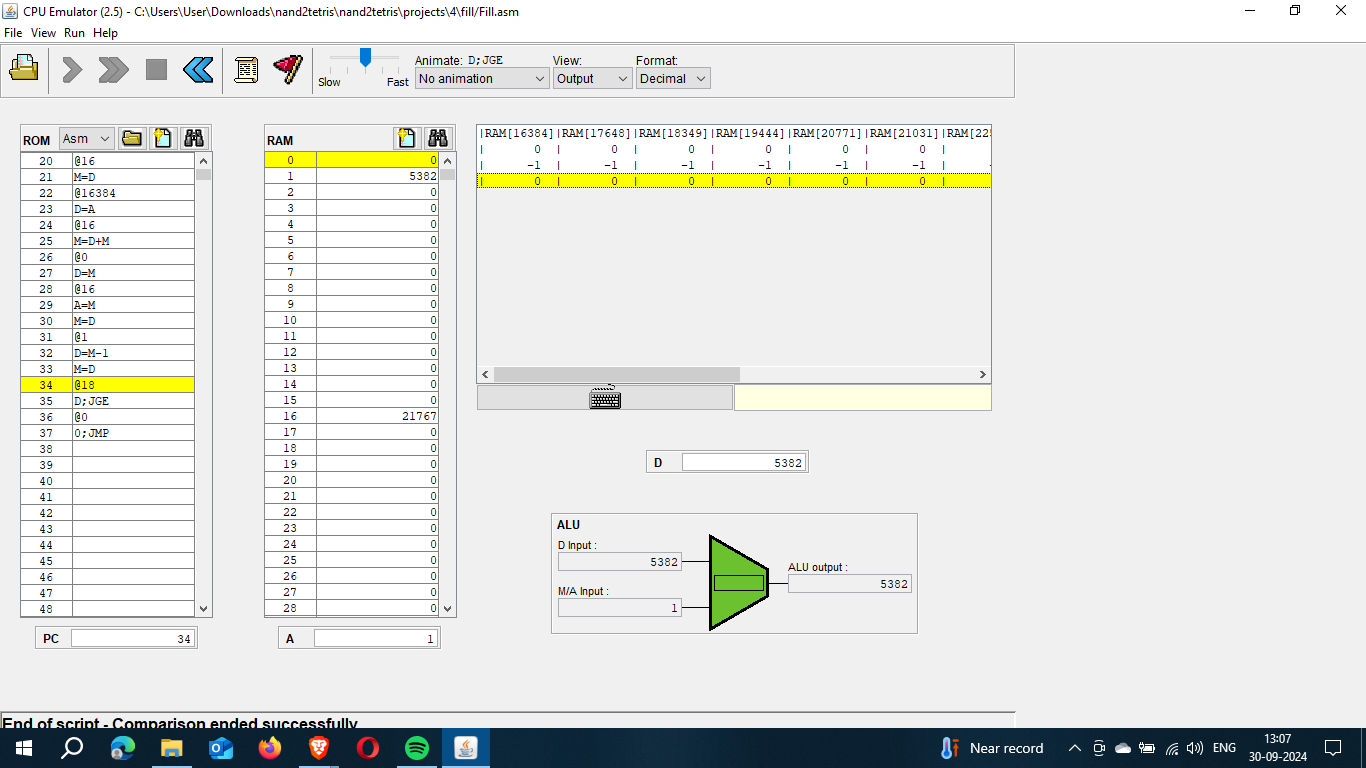 CPU Emulator (2.5) - C:\Users\User\Downloads\nand2tetris\nand2tetris\projects\4\fill/Fill.asm
File View Run Help
Slow Fast
Animate: D;JGE
No animation
View:
Output
Format:
Decimal
ROM Asm
20 @16
21 M=D
22 @16384
23 D=A
24 @16
25 M=D+M
26 @0
27 D=M
28 @16
29 A=M
30 M=D
31 @1
32 D=M-1
33 M=D
34 @18
35 D;JGE
36 @0
37 0;JMP
38
39
40
41
42
43
44
45
46
47
48
PC 34
RAM
0 0
1 5382
2 0
3 0
4 0
5 0
6 0
7 0
8 0
9 0
10 0
11 0
12 0
13 0
14 0
15 0
16 21767
17 0
18 0
19 0
20 0
21 0
22 0
23 0
24 0
25 0
26 0
27 0
28 0
A 1
|RAM[16384]|RAM[17648]|RAM[18349]|RAM[19444]|RAM[20771]|RAM[21031]|RAM[225
| 0 | 0 | 0 | 0 | 0 | 0 |
| -1 | -1 | -1 | -1 | -1 | -1 | -
| 0 | 0 | 0 | 0 | 0 | 0 |
D 5382
ALU
D Input :
5382
M/A Input :
1
ALU output :
5382
End of script - Comparison ended successfully
Near record
ENG
13:07
30-09-2024